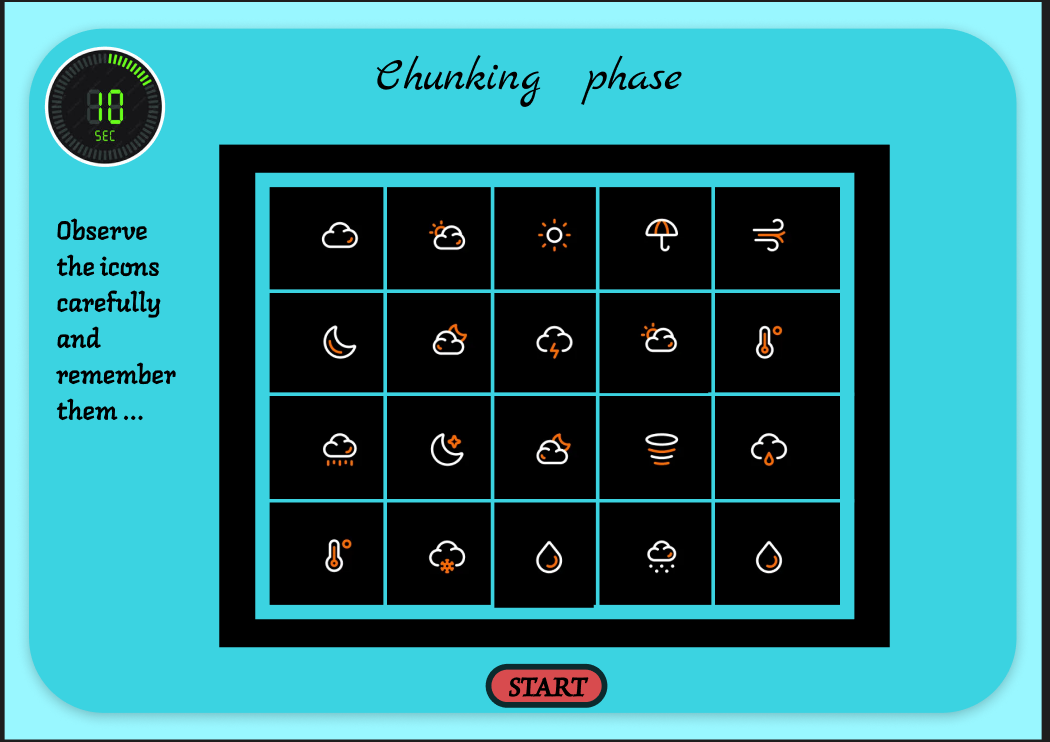 Chunking phase
10
SEC
Observe
the icons
carefully
and
remember
them ...
START